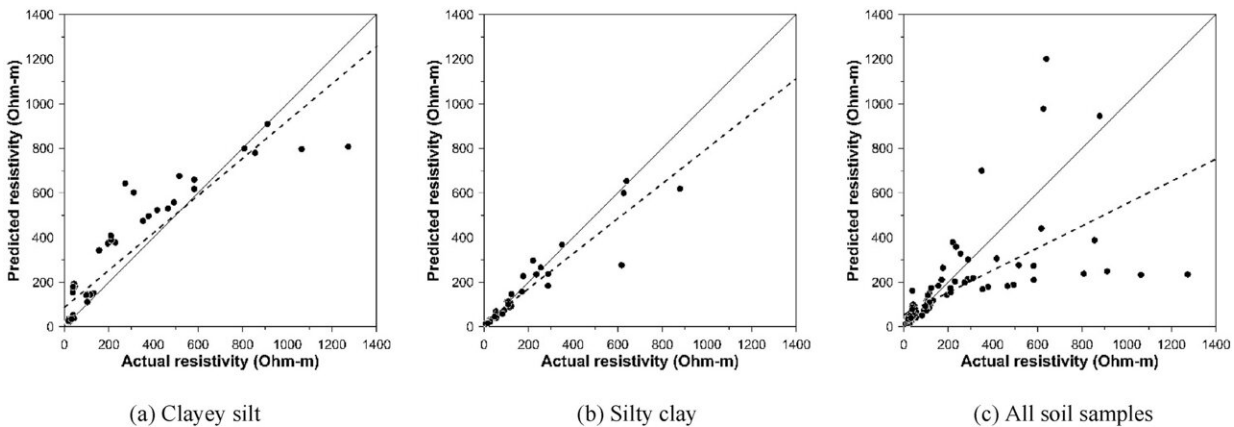 1400
1200
1000
800
600
400
200
0
Predicted resistivity (Ohm-m)
0 200 400 600 800 1000 1200 1400
Actual resistivity (Ohm-m)
(a) Clayey silt
1400
1200
1000
800
600
400
200
0
Predicted resistivity (Ohm-m)
0 200 400 600 800 1000 1200 1400
Actual resistivity (Ohm-m)
(b) Silty clay
1400
1200
1000
800
600
400
200
0
Predicted resistivity (Ohm-m)
0 200 400 600 800 1000 1200 1400
Actual resistivity (Ohm-m)
(c) All soil samples